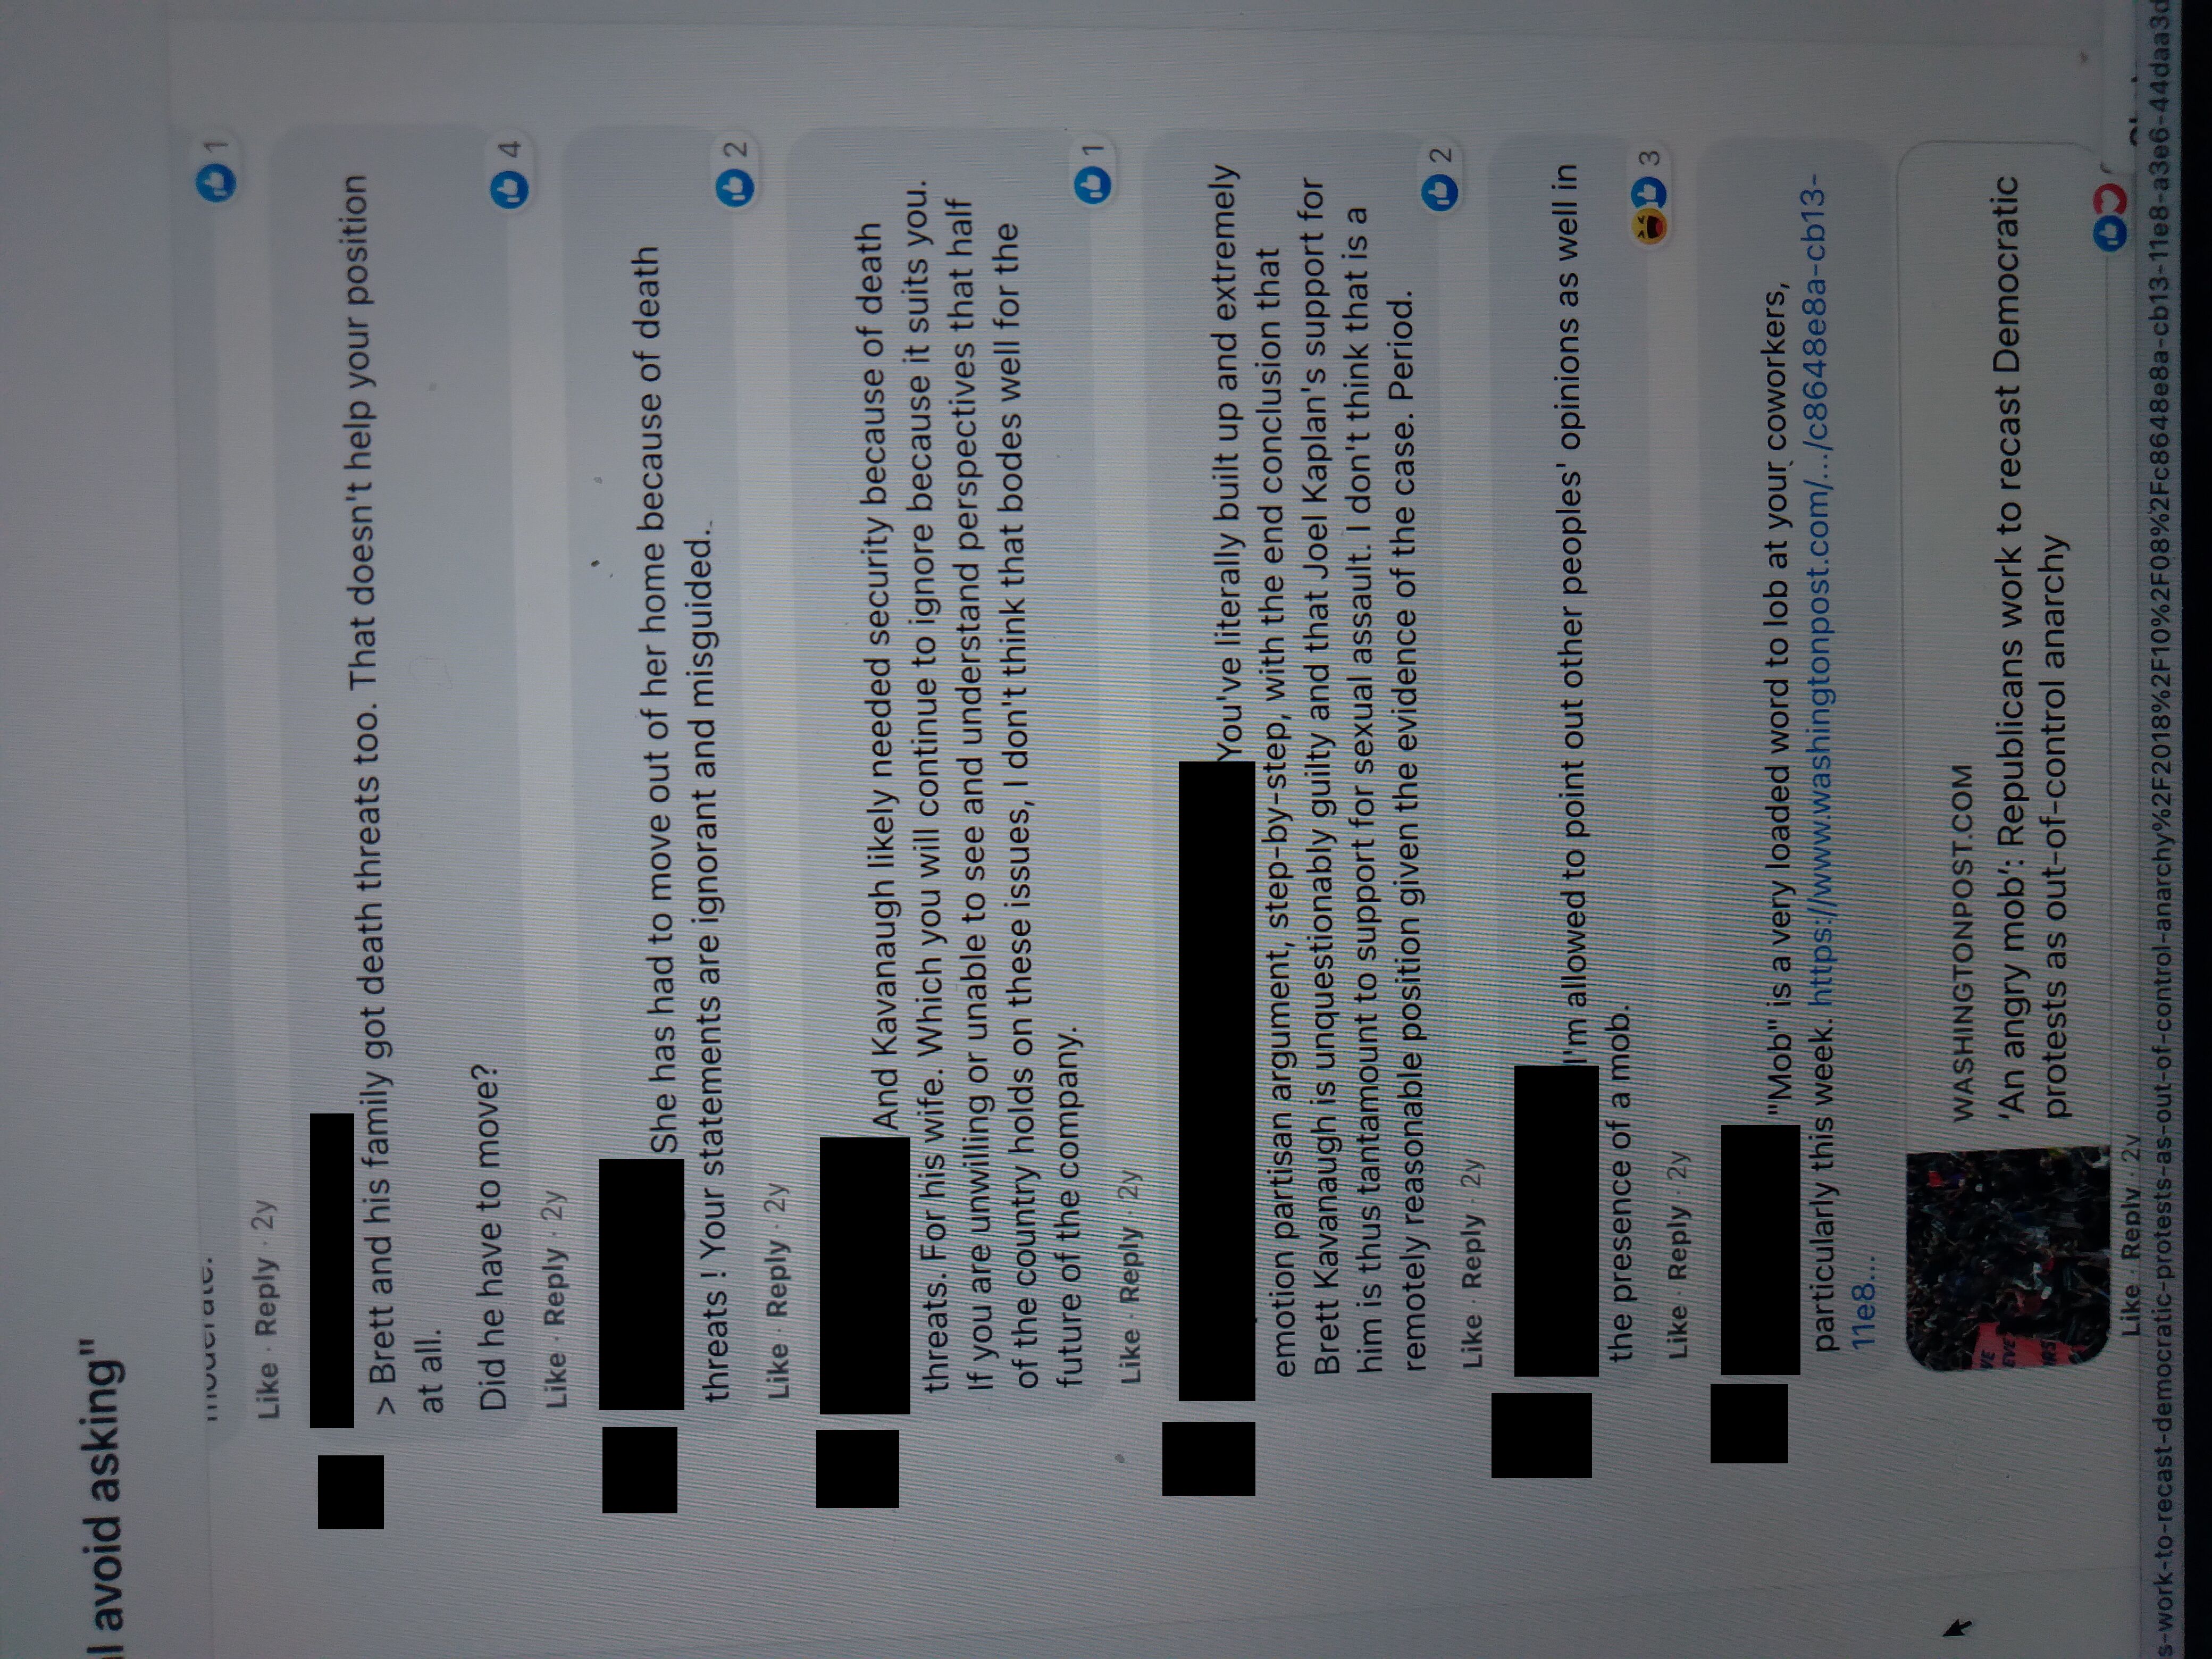 l avoid asking"
1
Like · Reply · 2y
> Brett and his family got death threats too. That doesn't help your position
at all.
Did he have to move?
4
Like · Reply · 2y
She has had to move out of her home because of death
threats ! Your statements are ignorant and misguided.
2
Like · Reply · 2y
And Kavanaugh likely needed security because of death
threats. For his wife. Which you will continue to ignore because it suits you.
If you are unwilling or unable to see and understand perspectives that half
of the country holds on these issues, I don't think that bodes well for the
future of the company.
1
Like · Reply · 2y
You've literally built up and extremely
emotion partisan argument, step-by-step, with the end conclusion that
Brett Kavanaugh is unquestionably guilty and that Joel Kaplan's support for
him is thus tantamount to support for sexual assault. I don't think that is a
remotely reasonable position given the evidence of the case. Period.
2
Like · Reply · 2y
I'm allowed to point out other peoples' opinions as well in
the presence of a mob.
3
Like · Reply · 2y
"Mob" is a very loaded word to lob at your coworkers,
particularly this week. https://www.washingtonpost.com/.../c8648e8a-cb13-
11e8...
WASHINGTONPOST.COM
'An angry mob': Republicans work to recast Democratic
protests as out-of-control anarchy
Like · Reply · 2y
s-work-to-recast-democratic-protests-as-out-of-control-anarchy%2F2018%2F10%2F08%2Fc8648e8a-cb13-11e8-a3e6-44daa3d